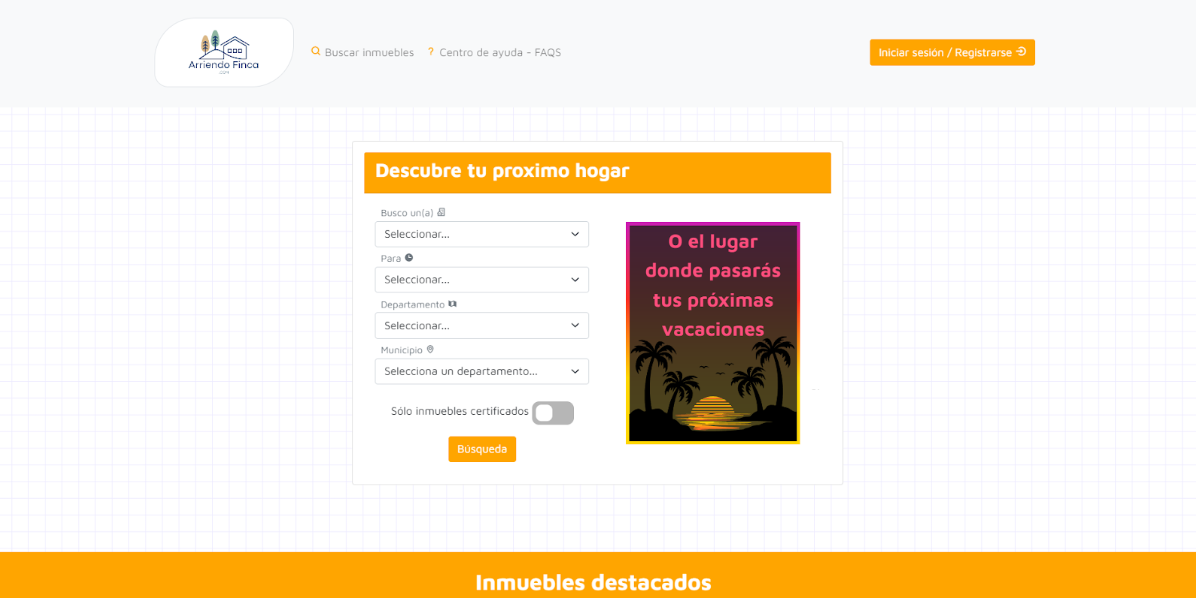 Arriendo Finca
.com
Buscar inmuebles
? Centro de ayuda - FAQS
Iniciar sesión / Registrarse
Descubre tu proximo hogar
Busco un(a)
Seleccionar...
Para
Seleccionar...
Departamento
Seleccionar...
Municipio
Selecciona un departamento...
Sólo inmuebles certificados
Búsqueda
O el lugar
donde pasarás
tus próximas
vacaciones
Inmuebles destacados